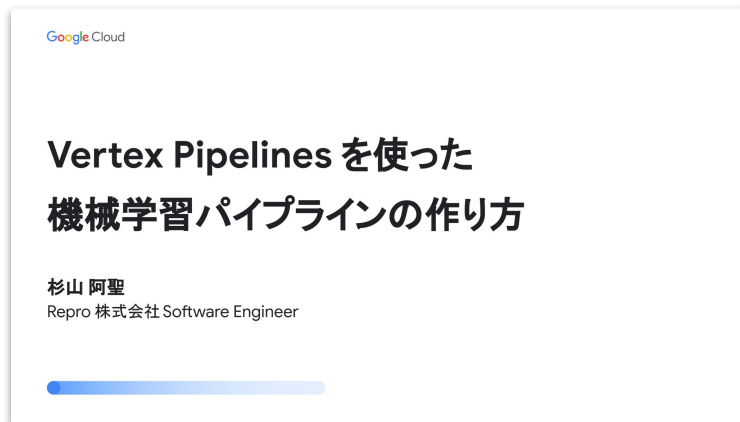 Google Cloud
Vertex Pipelines を使った
機械学習パイプラインの作り方
杉山 阿聖
Repro 株式会社 Software Engineer